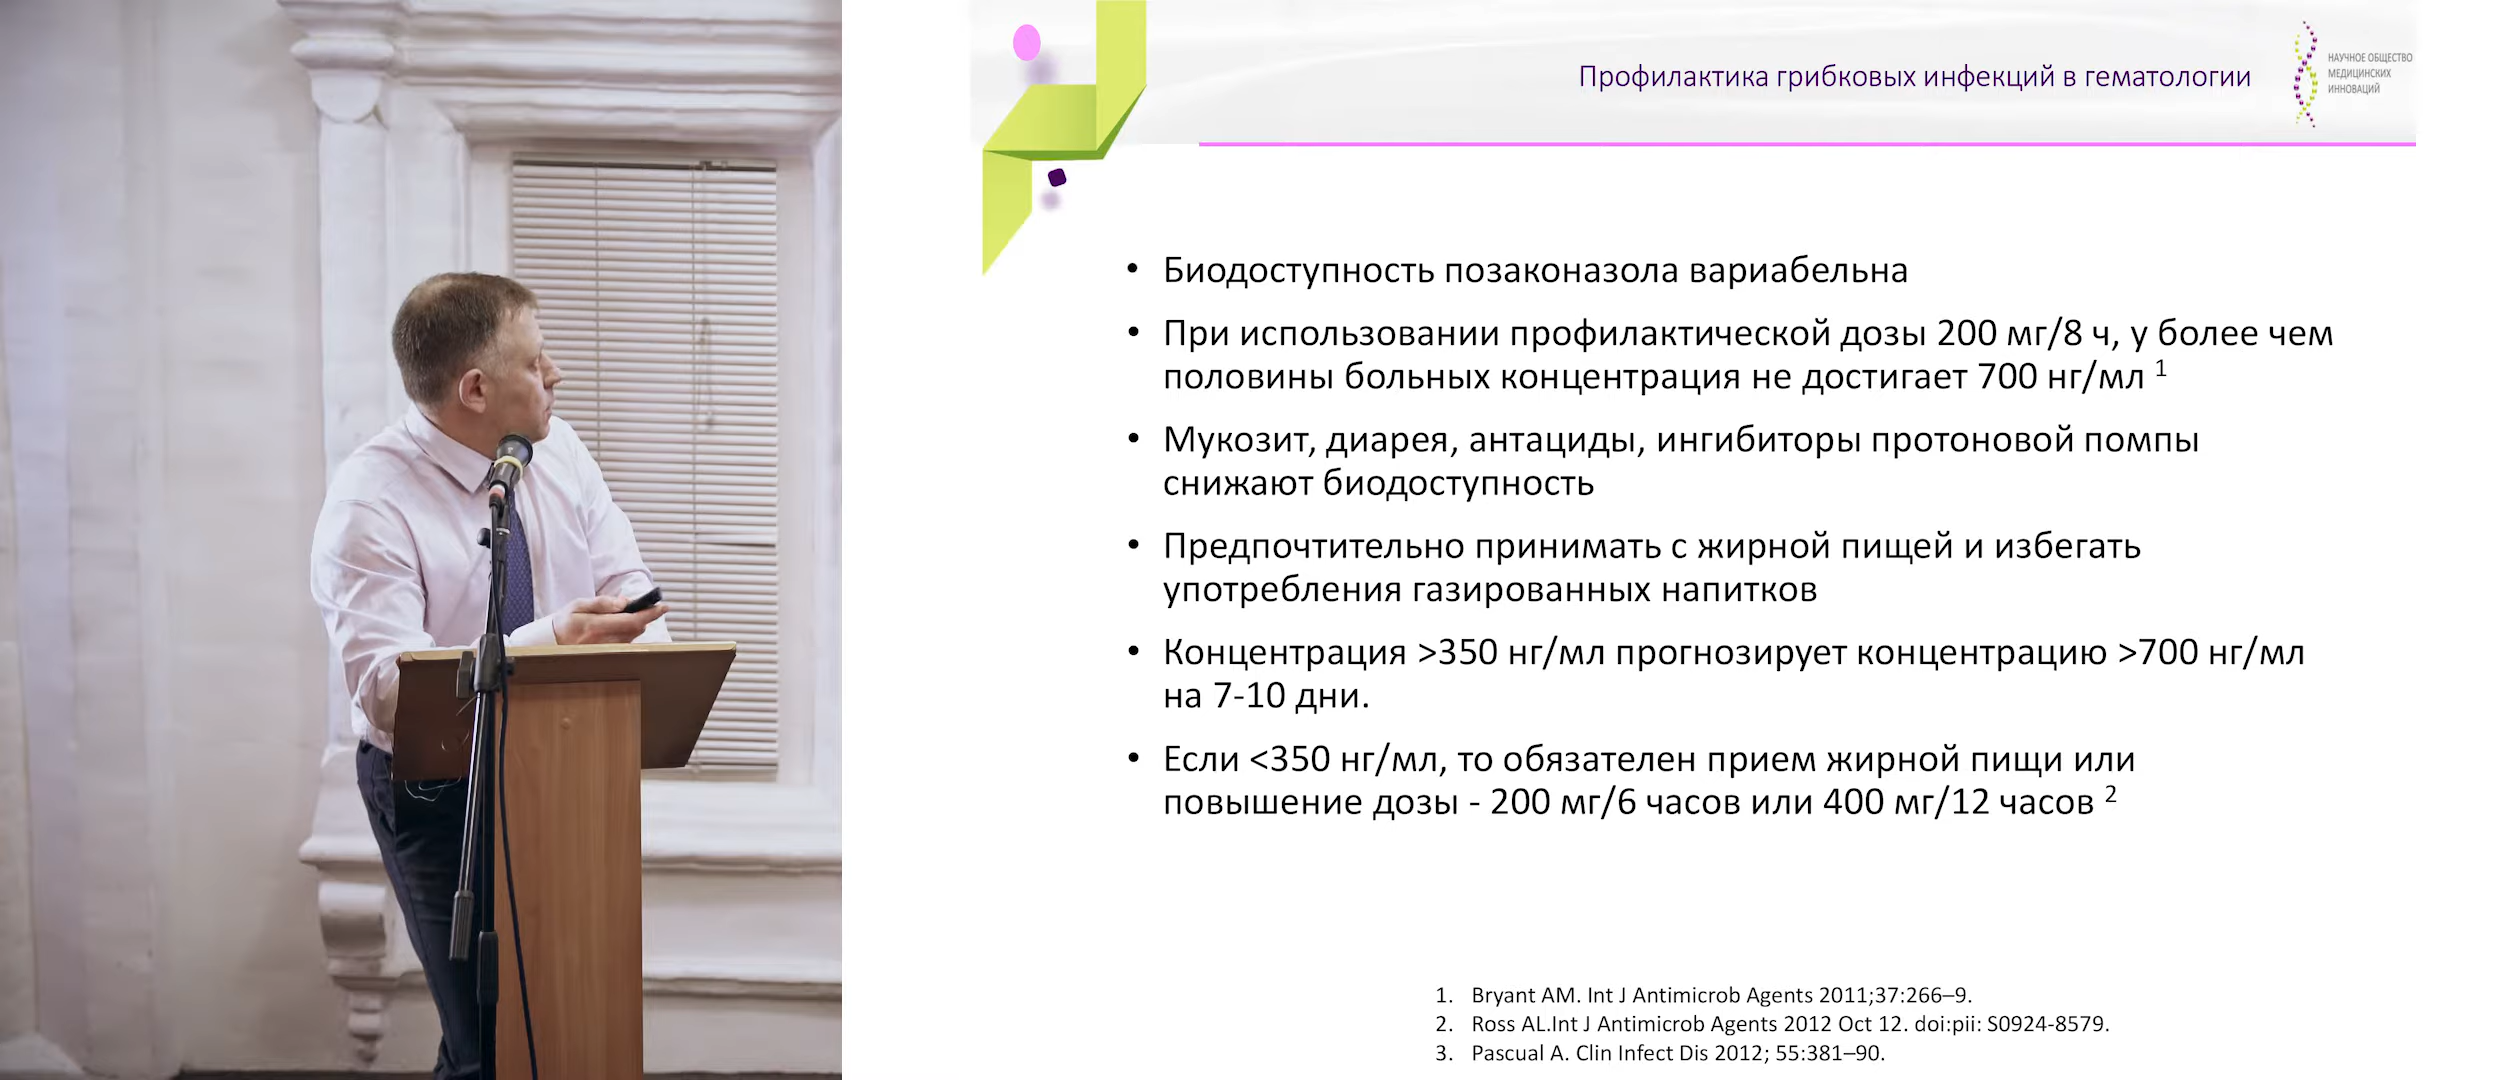 Профилактика грибковых инфекций в гематологии
НАУЧНОЕ ОБЩЕСТВО
МЕДИЦИНСКИХ
ИННОВАЦИЙ
• Биодоступность позаконазола вариабельна
• При использовании профилактической дозы 200 мг/8 ч, у более чем
половины больных концентрация не достигает 700 нг/мл 1
• Мукозит, диарея, антациды, ингибиторы протоновой помпы
снижают биодоступность
• Предпочтительно принимать с жирной пищей и избегать
употребления газированных напитков
• Концентрация >350 нг/мл прогнозирует концентрацию >700 нг/мл
на 7-10 дни.
• Если <350 нг/мл, то обязателен прием жирной пищи или
повышение дозы - 200 мг/6 часов или 400 мг/12 часов 2
1. Bryant AM. Int J Antimicrob Agents 2011;37:266–9.
2. Ross AL.Int J Antimicrob Agents 2012 Oct 12. doi:pii: S0924-8579.
3. Pascual A. Clin Infect Dis 2012; 55:381–90.